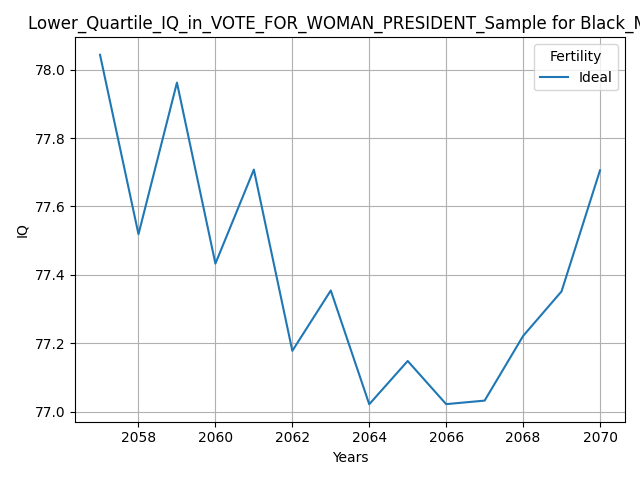 Lower_Quartile_IQ_in_VOTE_FOR_WOMAN_PRESIDENT_Sample for Black_M
Fertility
Ideal
78.0
77.8
77.6
77.4
77.2
77.0
IQ
2058 2060 2062 2064 2066 2068 2070
Years